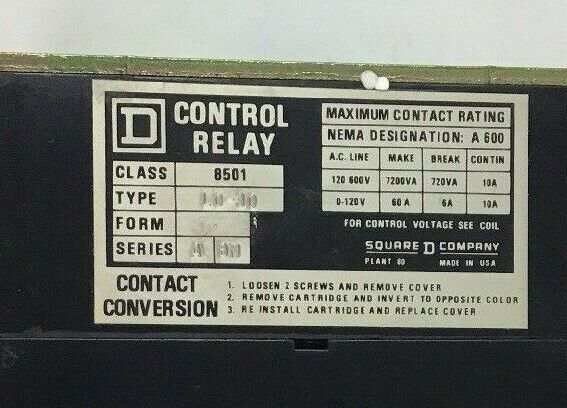 D CONTROL
RELAY
CLASS 8501
TYPE LO-
FORM
SERIES A
MAXIMUM CONTACT RATING
NEMA DESIGNATION: A 600
A.C. LINE MAKE BREAK CONTIN
120 600V 7200VA 720VA 10A
0-120V 60 A 6A 10A
FOR CONTROL VOLTAGE SEE COIL
SQUARE D COMPANY
PLANT 80 MADE IN USA
CONTACT
CONVERSION
1. LOOSEN 2 SCREWS AND REMOVE COVER
2. REMOVE CARTRIDGE AND INVERT TO OPPOSITE COLOR
3. RE INSTALL CARTRIDGE AND REPLACE COVER